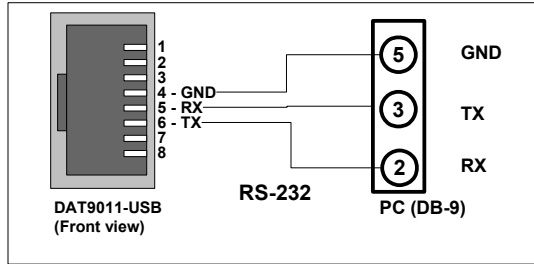 1
2
3
4 - GND
5 - RX
6 - TX
7
8
5 GND
3 TX
2 RX
RS-232
DAT9011-USB
(Front view)
PC (DB-9)